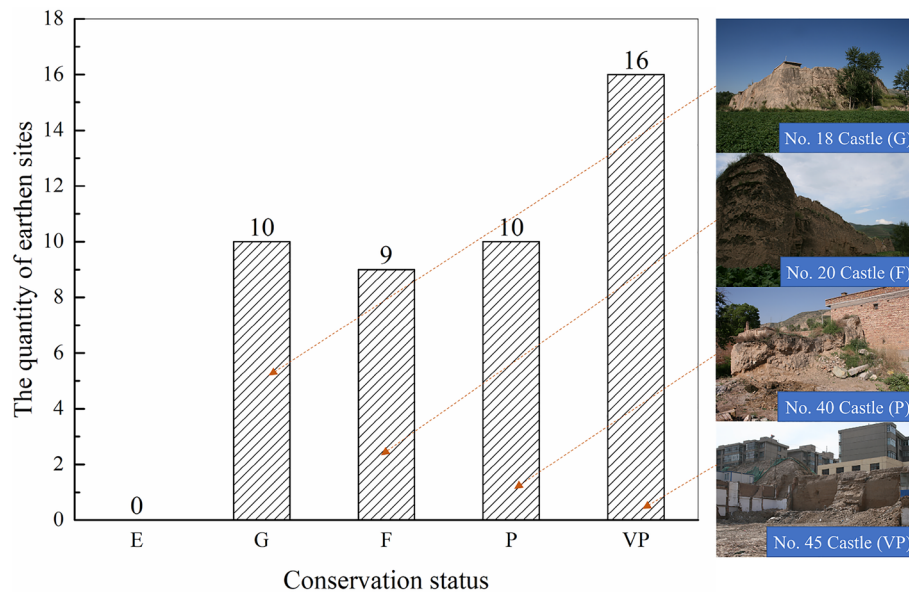 The quantity of earthen sites
18
16
14
12
10
8
6
4
2
0
0
10
9
10
16
E G F P VP
Conservation status
No. 18 Castle (G)
No. 20 Castle (F)
No. 40 Castle (P)
No. 45 Castle (VP)